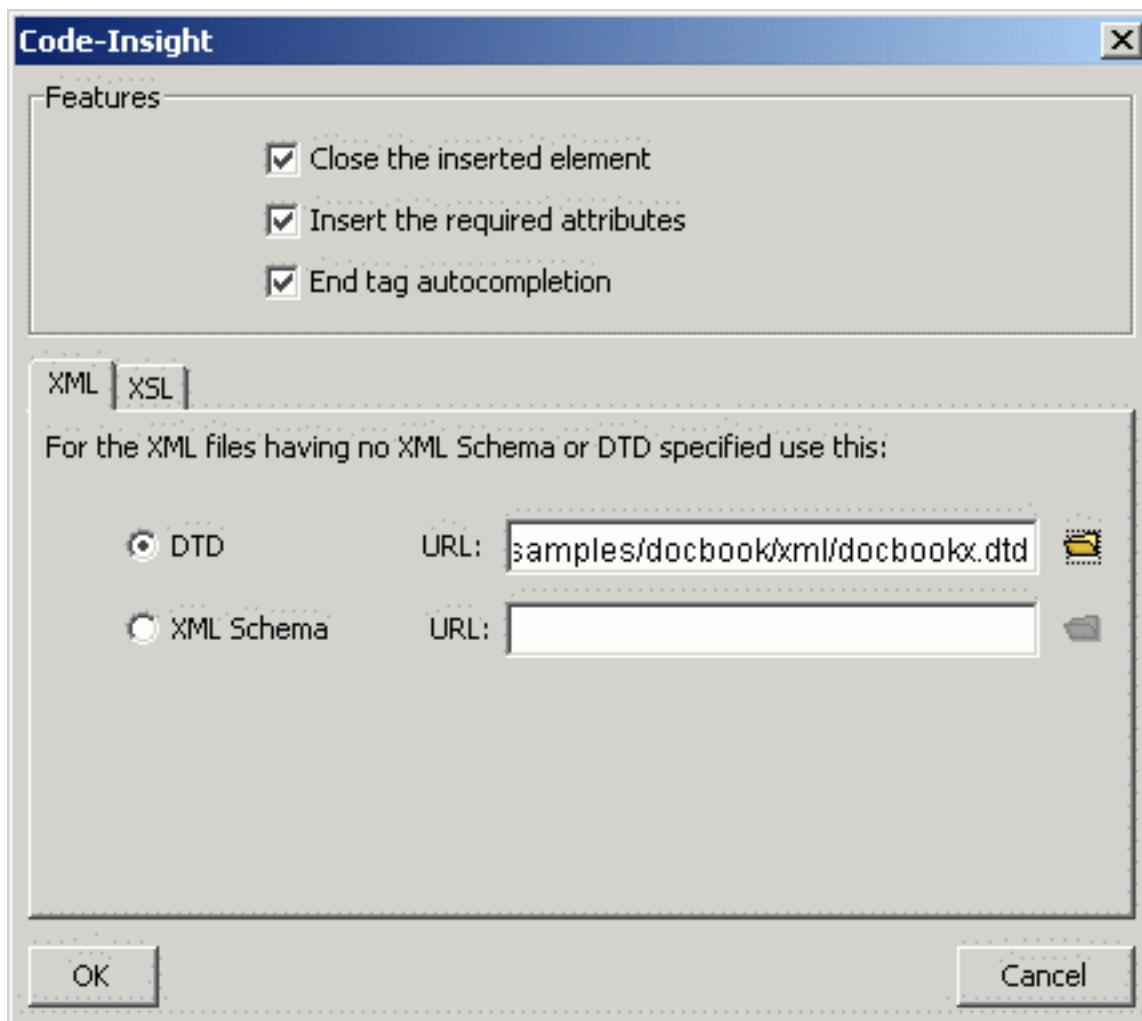 Code-Insight
Features
Close the inserted element
Insert the required attributes
End tag autocompletion
XML XSL
For the XML files having no XML Schema or DTD specified use this:
DTD URL: samples/docbook/xml/docbookx.dtd
XML Schema URL:
OK Cancel